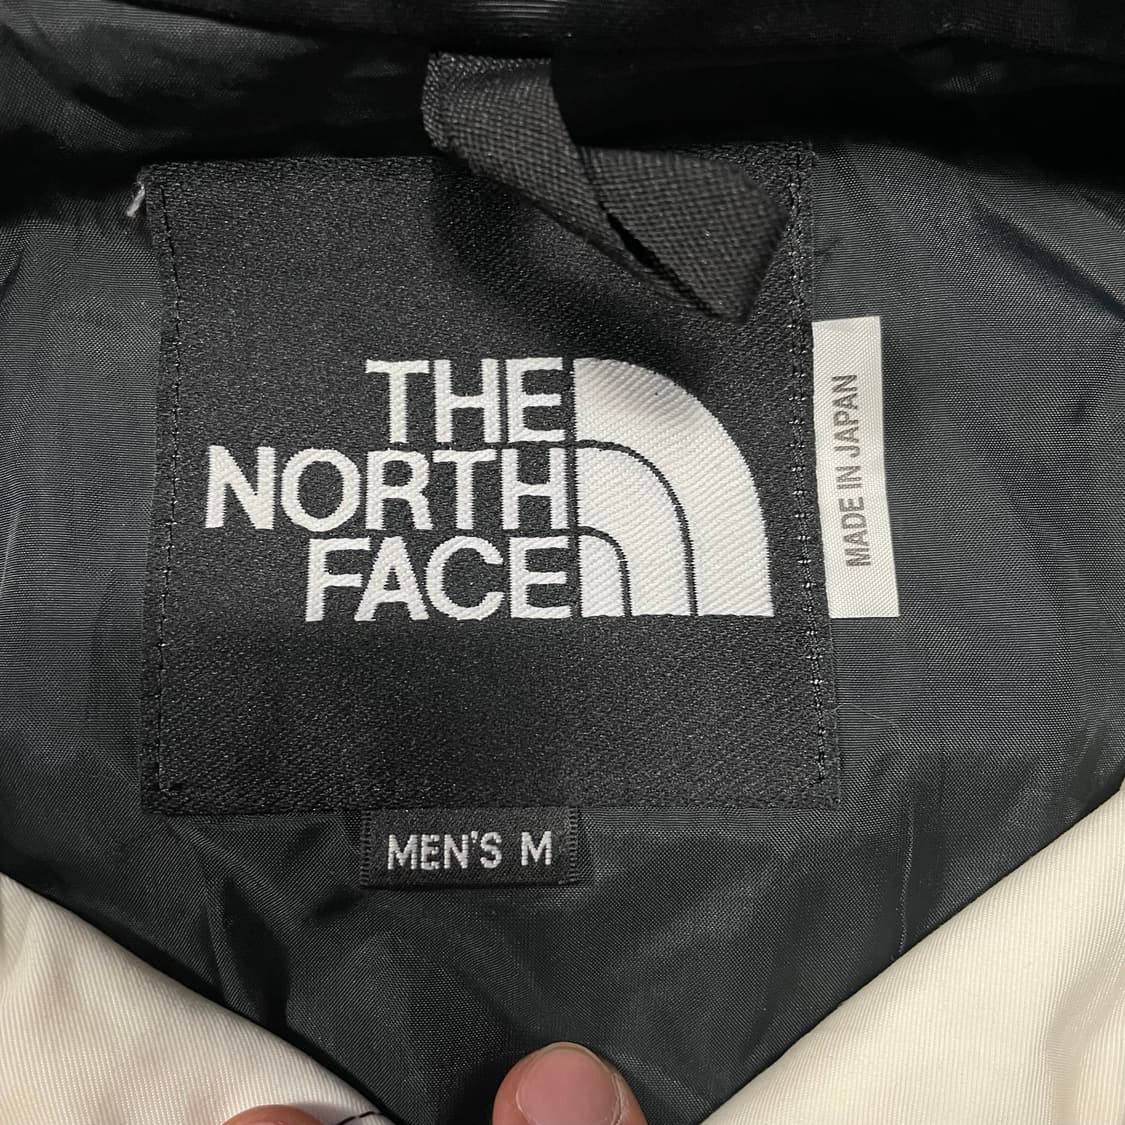 THE
NORTH
FACE
MADE IN JAPAN
MEN'S M